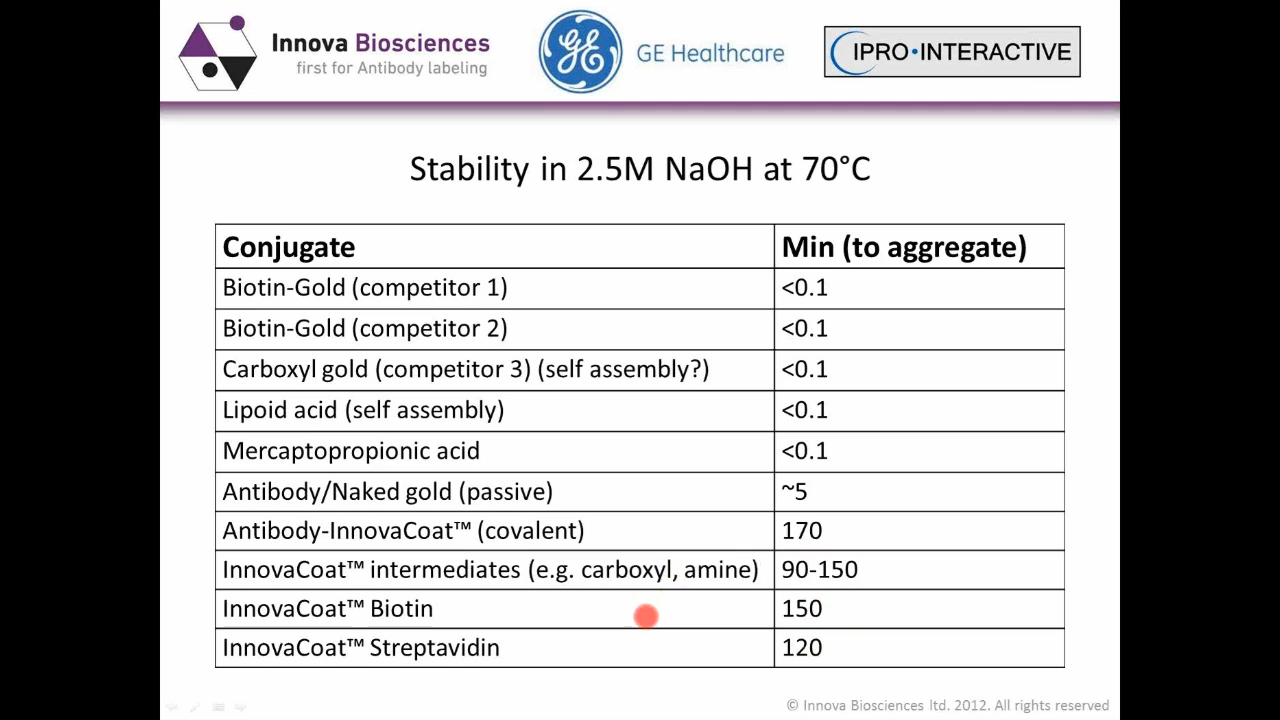 Innova Biosciences
first for Antibody labeling
GE
GE Healthcare
IPRO·INTERACTIVE
Stability in 2.5M NaOH at 70°C
Conjugate Min (to aggregate)
Biotin-Gold (competitor 1) <0.1
Biotin-Gold (competitor 2) <0.1
Carboxyl gold (competitor 3) (self assembly?) <0.1
Lipoid acid (self assembly) <0.1
Mercaptopropionic acid <0.1
Antibody/Naked gold (passive) ~5
Antibody-InnovaCoat™ (covalent) 170
InnovaCoat™ intermediates (e.g. carboxyl, amine) 90-150
InnovaCoat™ Biotin 150
InnovaCoat™ Streptavidin 120
© Innova Biosciences ltd. 2012. All rights reserved